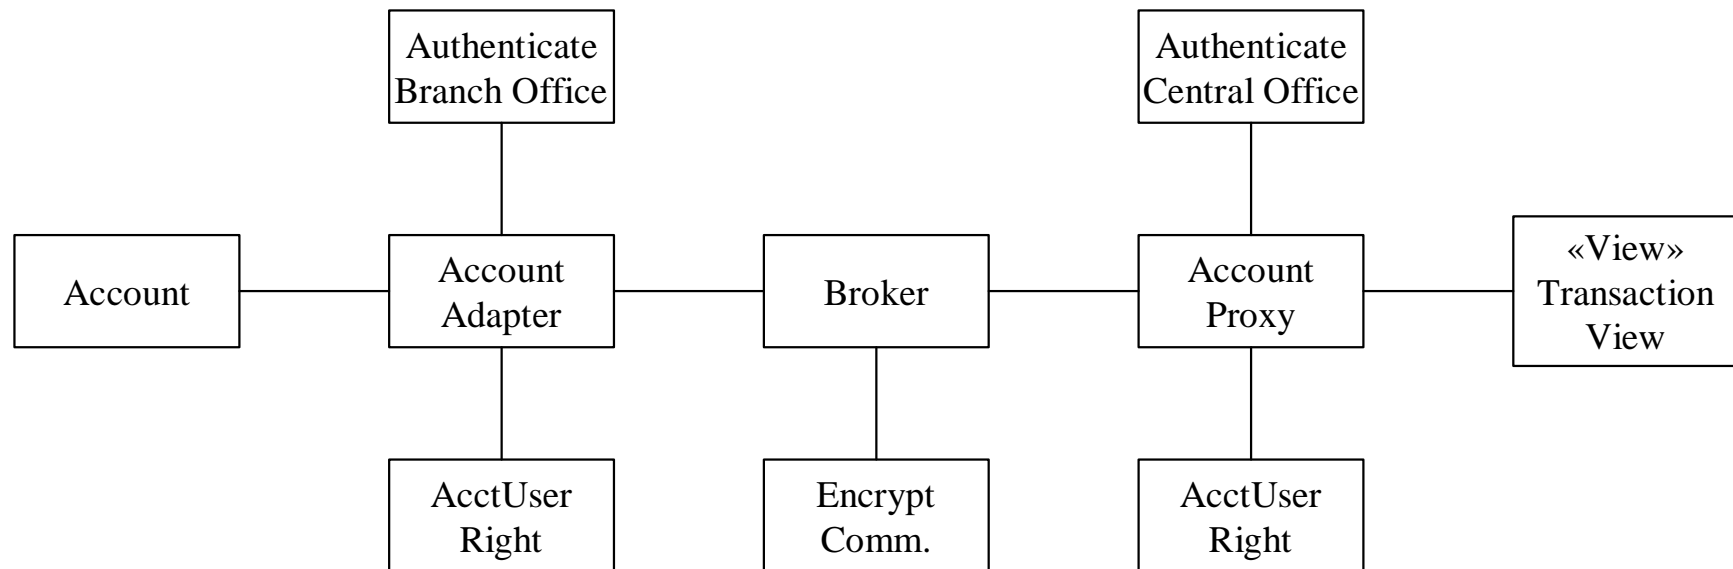 Authenticate
Branch Office
Authenticate
Central Office
Account
Account
Adapter
Broker
Account
Proxy
«View»
Transaction
View
AcctUser
Right
Encrypt
Comm.
AcctUser
Right